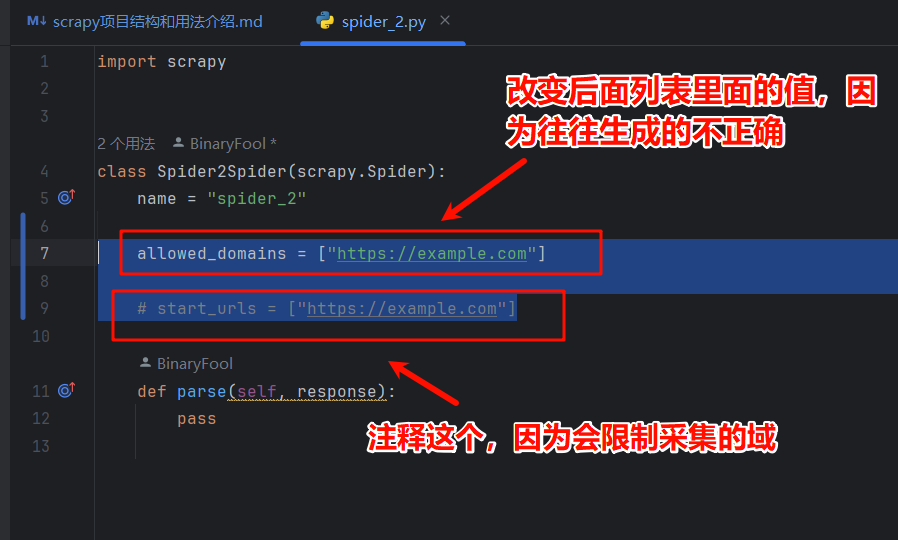 M↓ scrapy项目结构和用法介绍.md
spider_2.py
1 import scrapy
2
3
改变后面列表里面的值，因
为往往生成的不正确
2 个用法 BinaryFool *
4 class Spider2Spider(scrapy.Spider):
5 name = "spider_2"
6
7 allowed_domains = ["https://example.com"]
8
9 # start_urls = ["https://example.com"]
10
BinaryFool
11 def parse(self, response):
12 pass
13
注释这个，因为会限制采集的域